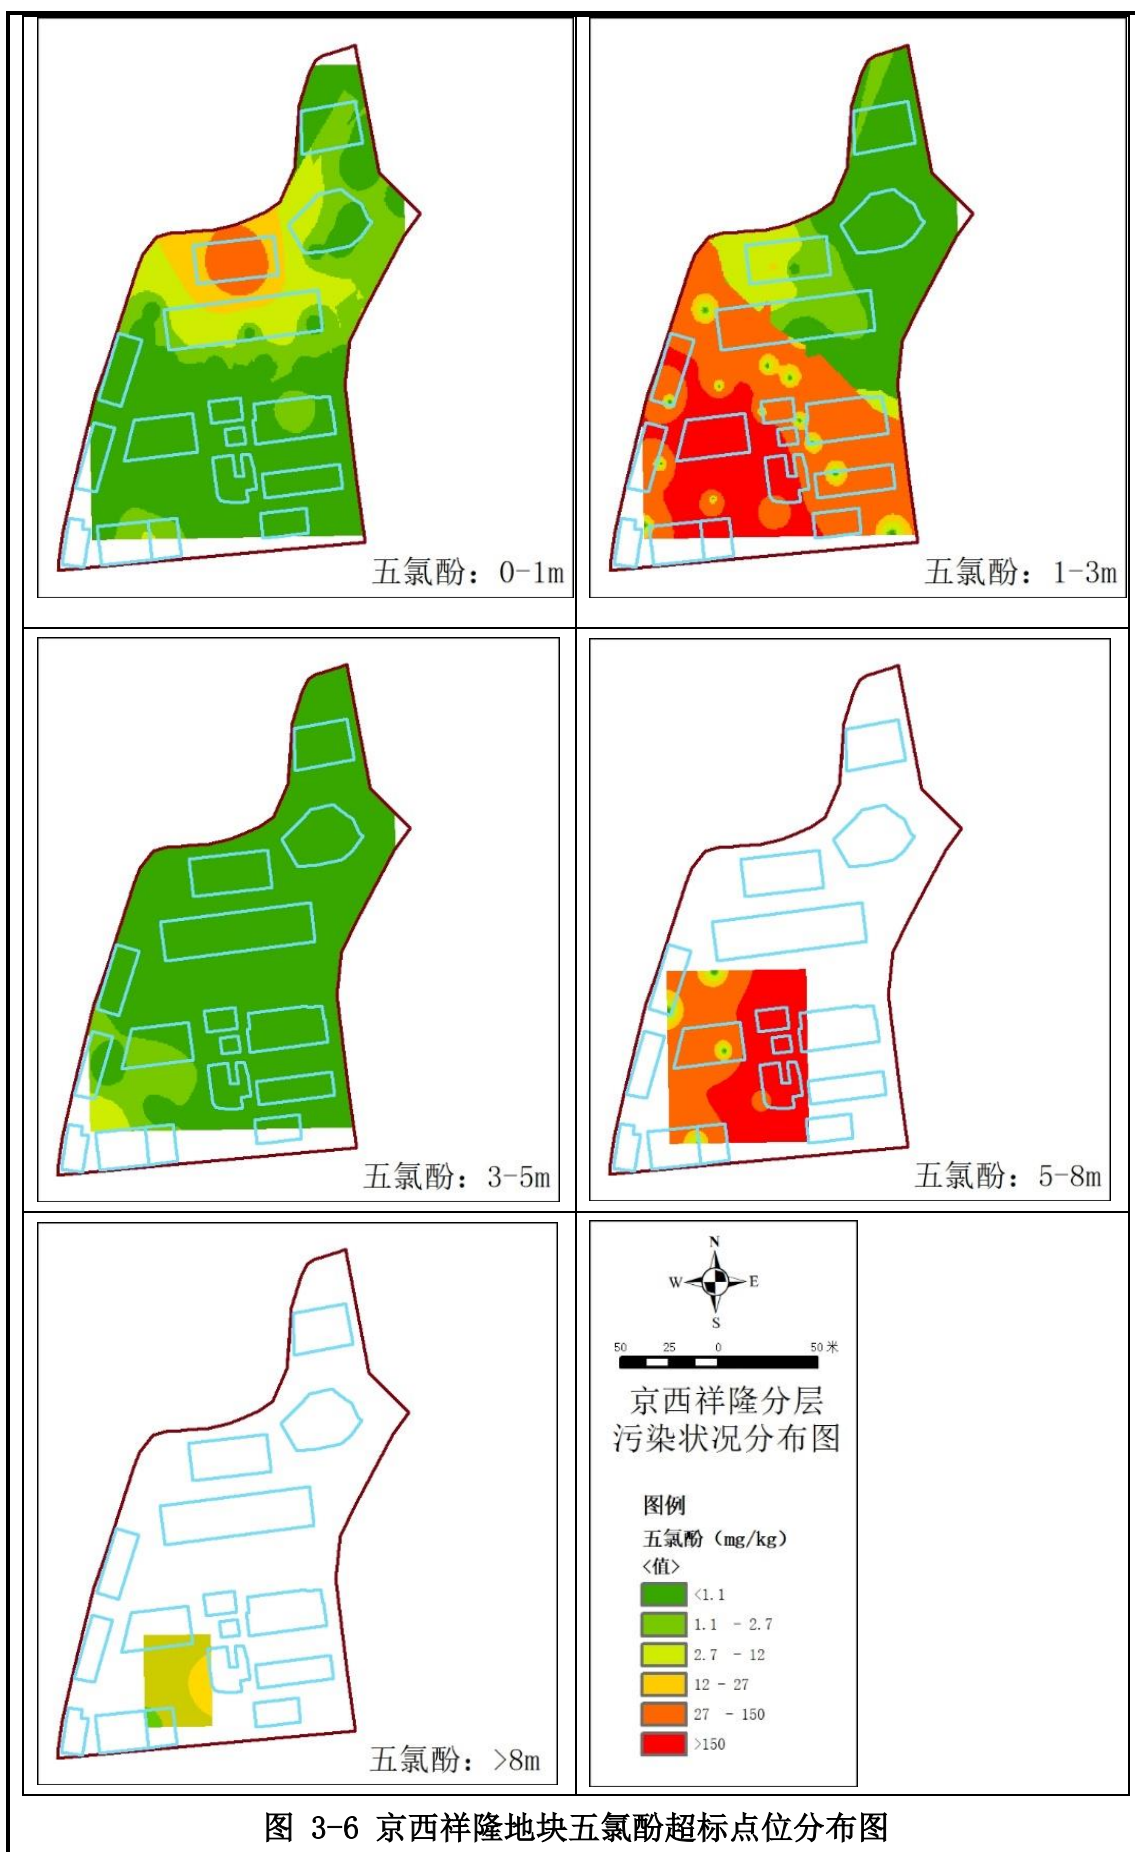 五氯酚：0-1m
五氯酚：1-3m
五氯酚：3-5m
五氯酚：5-8m
五氯酚：>8m
N
W E
S
50 25 0 50 米
京西祥隆分层
污染状况分布图
图例
五氯酚（mg/kg）
<值>
<1.1
1.1 - 2.7
2.7 - 12
12 - 27
27 - 150
>150
图 3-6 京西祥隆地块五氯酚超标点位分布图